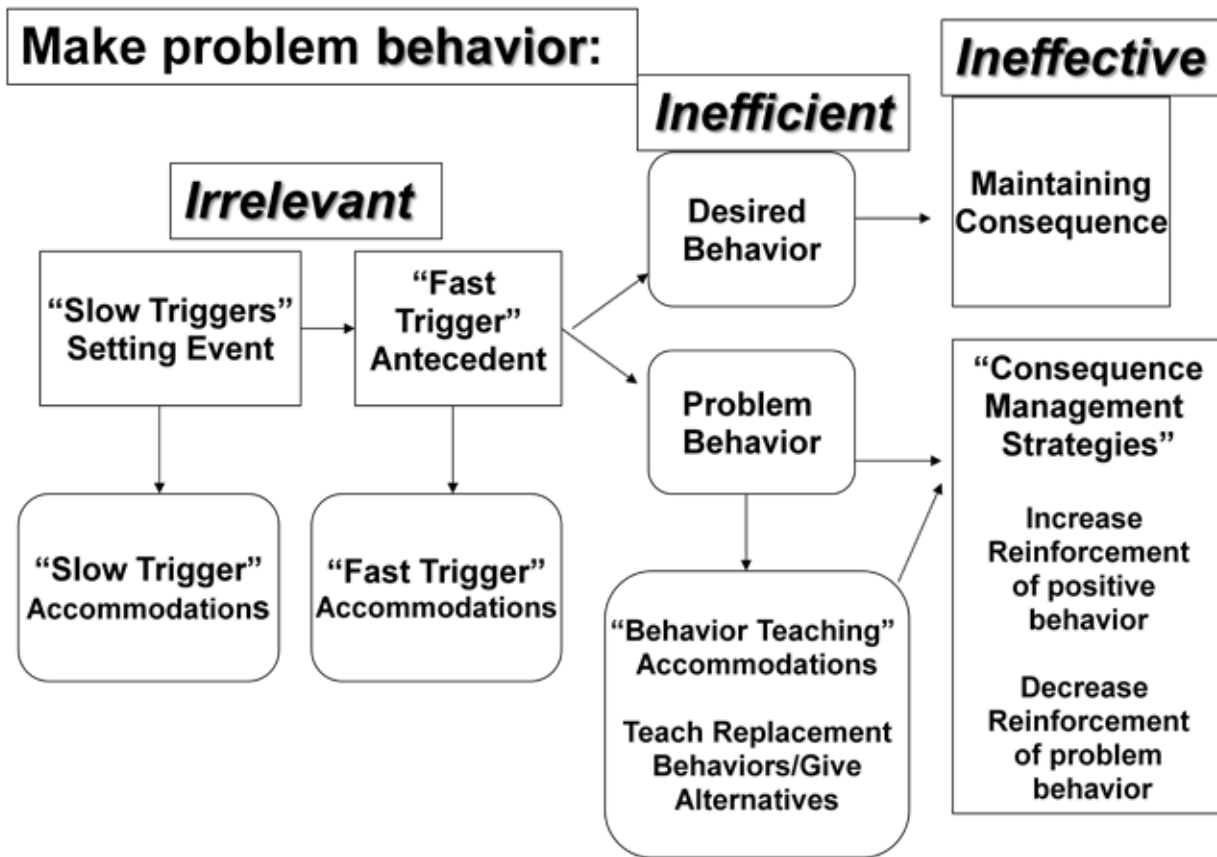 Make problem behavior:
Ineffective
Inefficient
Irrelevant
“Slow Triggers”
Setting Event
“Fast
Trigger”
Antecedent
Desired
Behavior
Maintaining
Consequence
Problem
Behavior
“Consequence
Management
Strategies”
Increase
Reinforcement
of positive
behavior
Decrease
Reinforcement
of problem
behavior
“Slow Trigger”
Accommodations
“Fast Trigger”
Accommodations
“Behavior Teaching”
Accommodations
Teach Replacement
Behaviors/Give
Alternatives